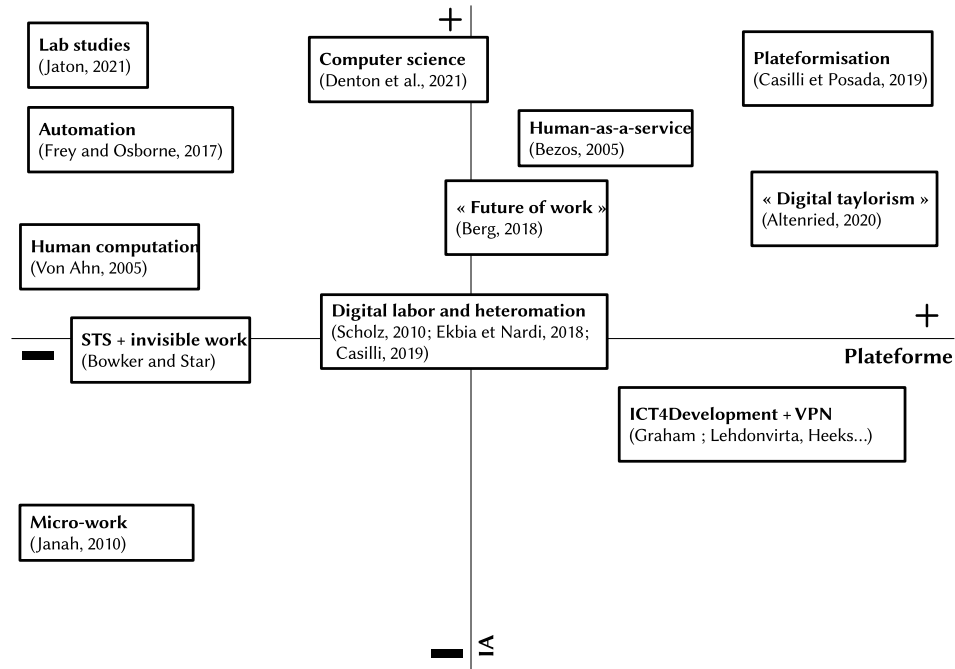 Lab studies
(Jaton, 2021)
Computer science
(Denton et al., 2021)
Plateformisation
(Casilli et Posada, 2019)
Automation
(Frey and Osborne, 2017)
Human-as-a-service
(Bezos, 2005)
« Future of work »
(Berg, 2018)
« Digital taylorism »
(Altenried, 2020)
Human computation
(Von Ahn, 2005)
Digital labor and heteromation
(Scholz, 2010; Ekbia et Nardi, 2018;
Casilli, 2019)
STS + invisible work
(Bowker and Star)
Plateforme
ICT4Development + VPN
(Graham ; Lehdonvirta, Heeks...)
Micro-work
(Janah, 2010)
IA